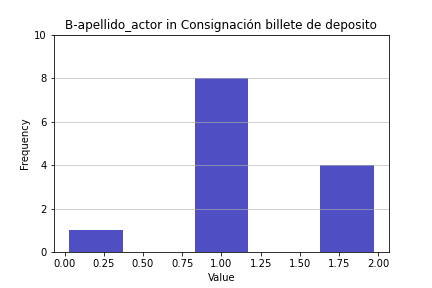 B-apellido_actor in Consignación billete de deposito
10
8
6
4
2
0
Frequency
0.00 0.25 0.50 0.75 1.00 1.25 1.50 1.75 2.00
Value